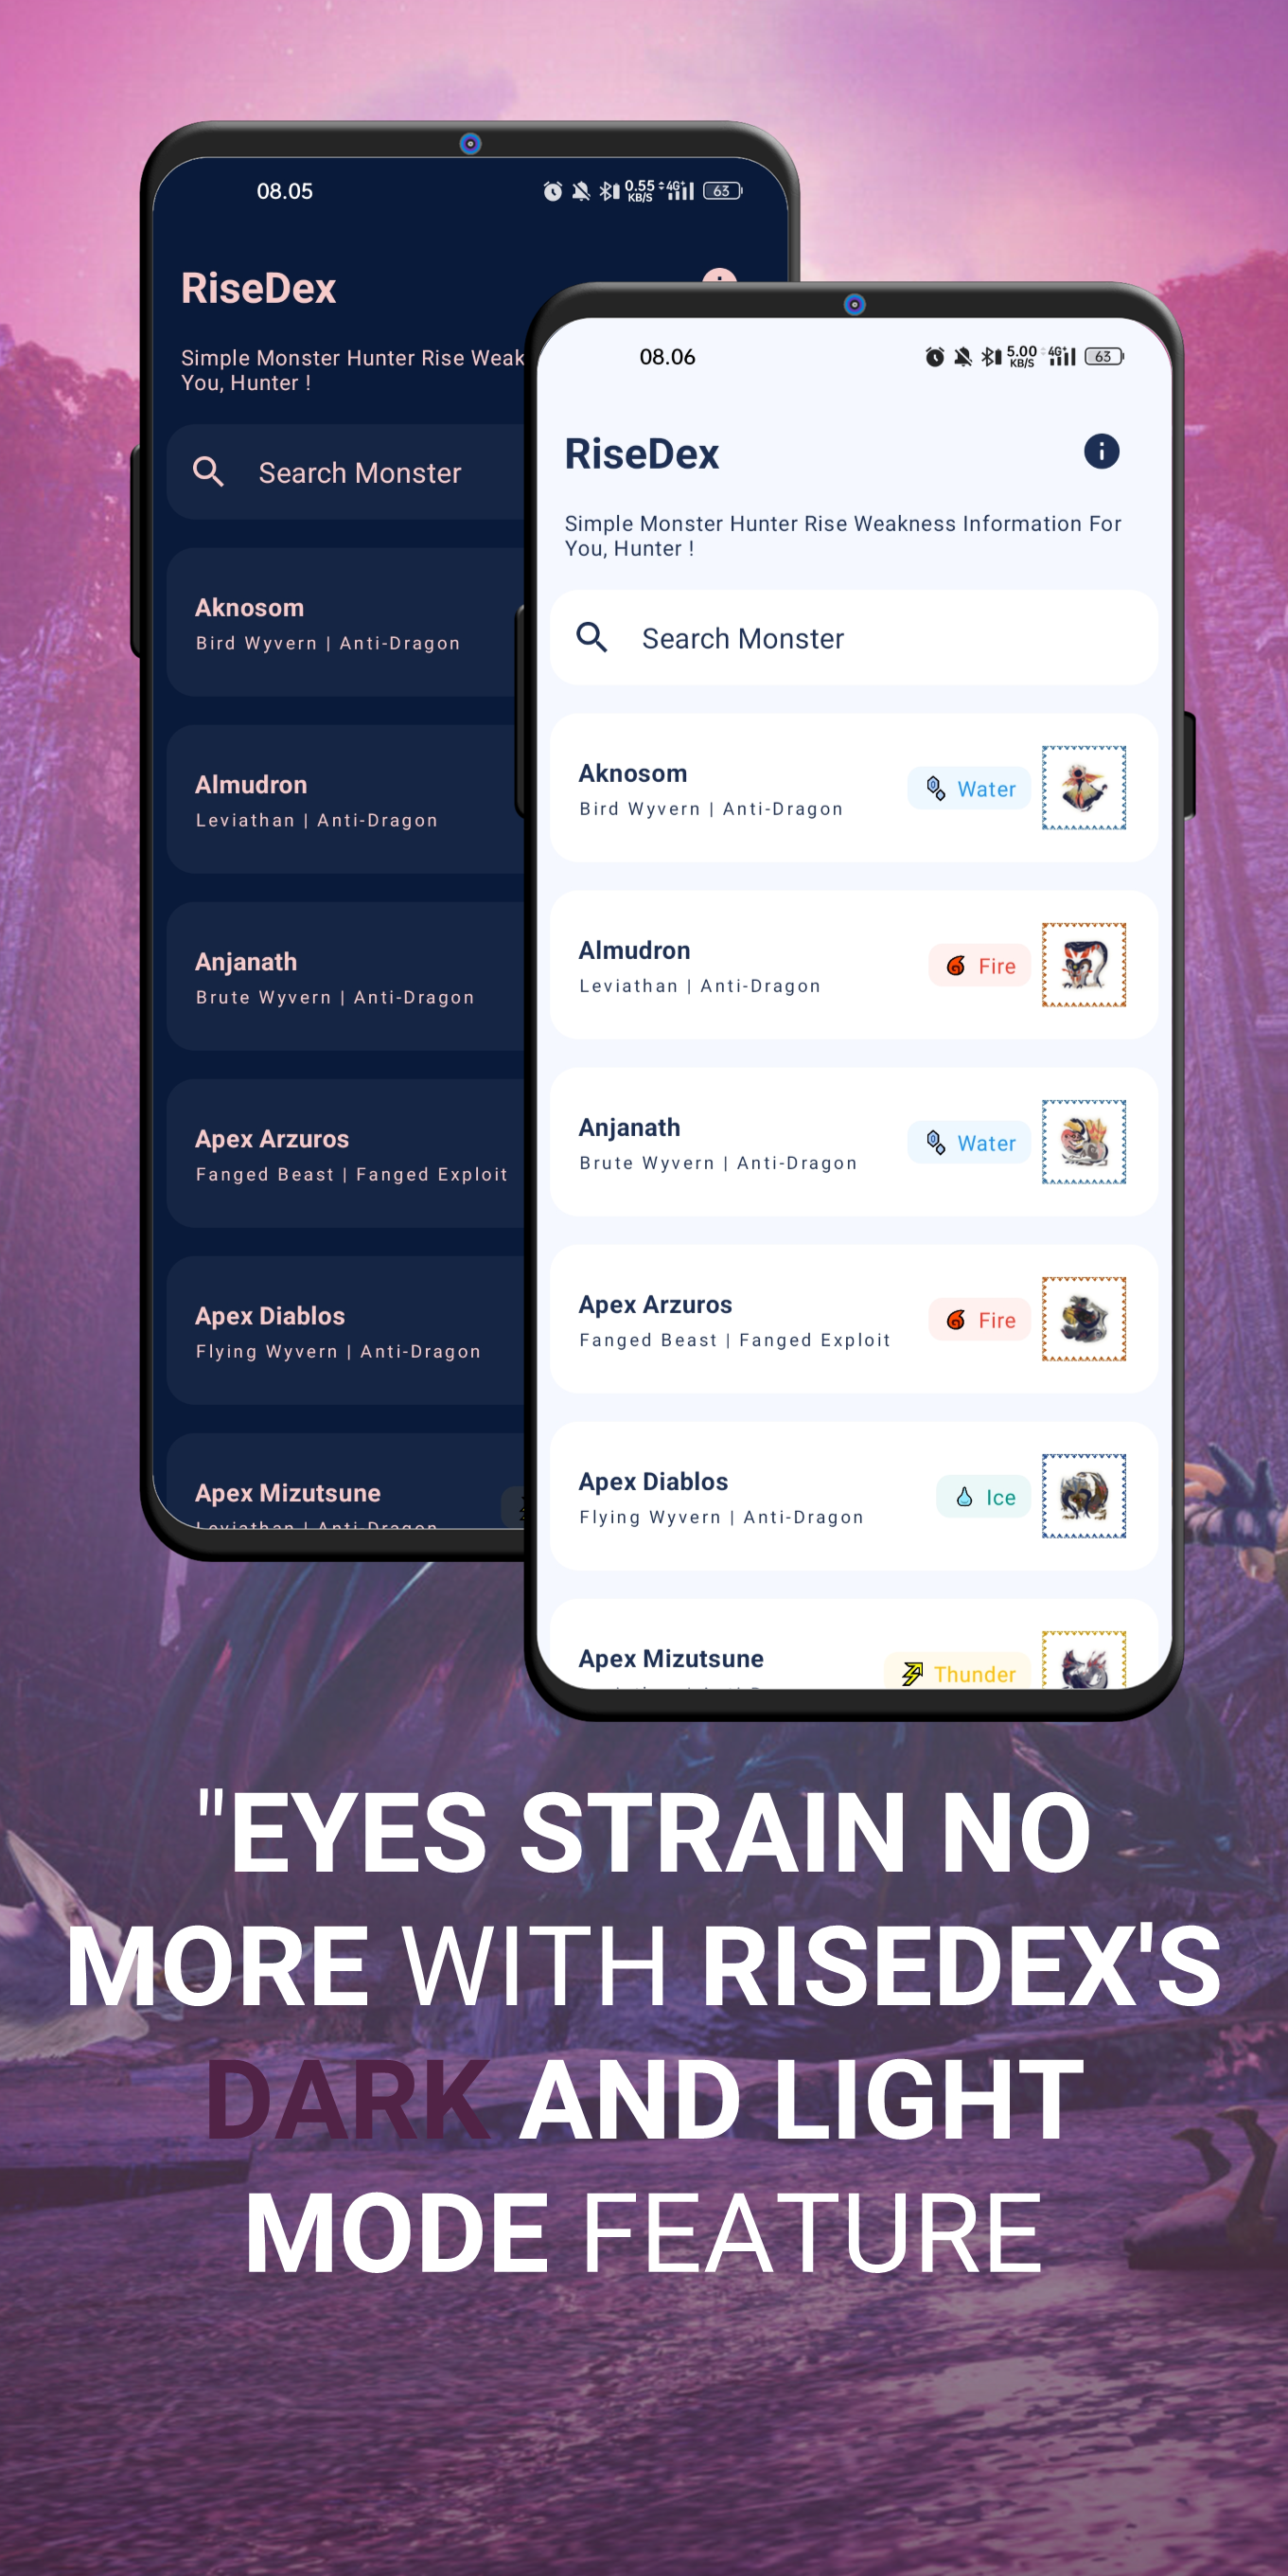 08.05
0.55 KB/S 4G+ 63
RiseDex
Simple Monster Hunter Rise Weak
You, Hunter !
Search Monster
Aknosom
Bird Wyvern | Anti-Dragon
Almudron
Leviathan | Anti-Dragon
Anjanath
Brute Wyvern | Anti-Dragon
Apex Arzuros
Fanged Beast | Fanged Exploit
Apex Diablos
Flying Wyvern | Anti-Dragon
Apex Mizutsune
Leviathan | Anti-Dragon
08.06
5.00 KB/S 4G+ 63
RiseDex
Simple Monster Hunter Rise Weakness Information For
You, Hunter !
Search Monster
Aknosom
Bird Wyvern | Anti-Dragon
Water
Almudron
Leviathan | Anti-Dragon
Fire
Anjanath
Brute Wyvern | Anti-Dragon
Water
Apex Arzuros
Fanged Beast | Fanged Exploit
Fire
Apex Diablos
Flying Wyvern | Anti-Dragon
Ice
Apex Mizutsune
Thunder
"EYES STRAIN NO
MORE WITH RISEDEX'S
DARK AND LIGHT
MODE FEATURE